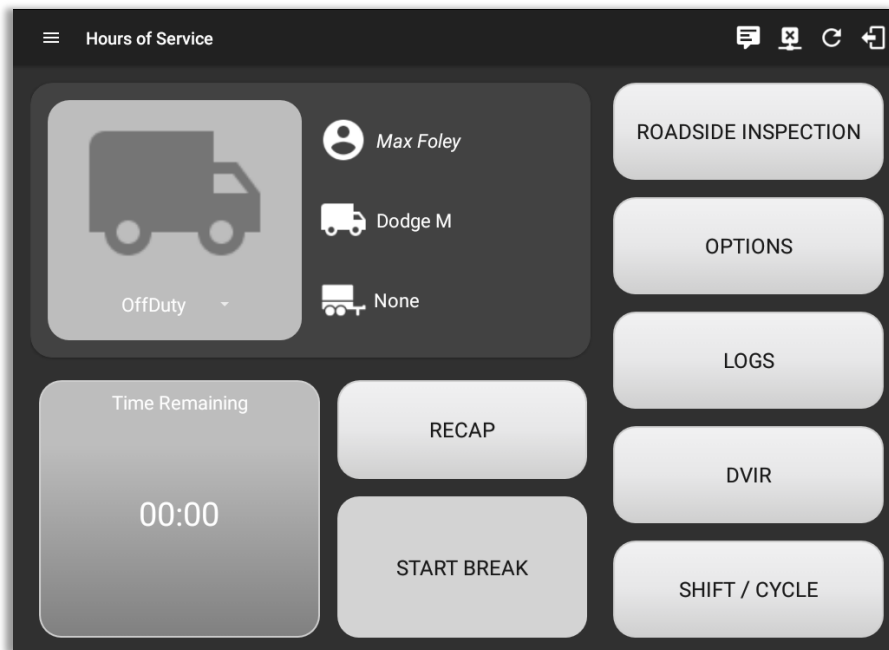 Hours of Service
Max Foley
Dodge M
None
OffDuty
ROADSIDE INSPECTION
OPTIONS
LOGS
DVIR
SHIFT / CYCLE
Time Remaining
00:00
RECAP
START BREAK